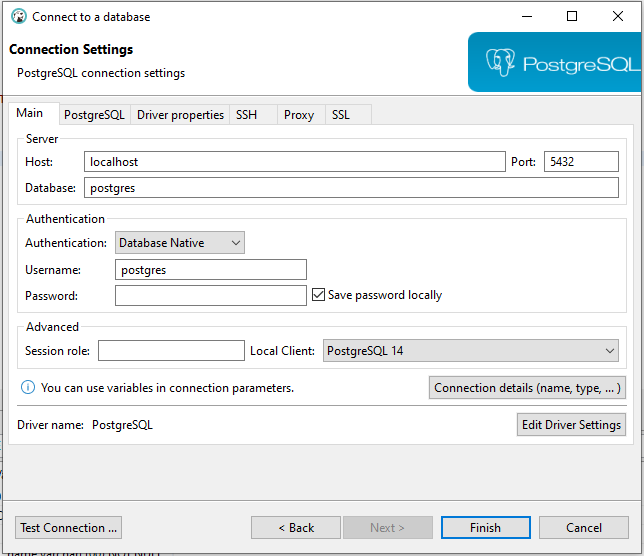 Connect to a database
Connection Settings
PostgreSQL connection settings
PostgreSQL
Main PostgreSQL Driver properties SSH Proxy SSL
Server
Host: localhost Port: 5432
Database: postgres
Authentication
Authentication: Database Native
Username: postgres
Password: Save password locally
Advanced
Session role: Local Client: PostgreSQL 14
You can use variables in connection parameters. Connection details (name, type, ... )
Driver name: PostgreSQL Edit Driver Settings
Test Connection ... < Back Next > Finish Cancel